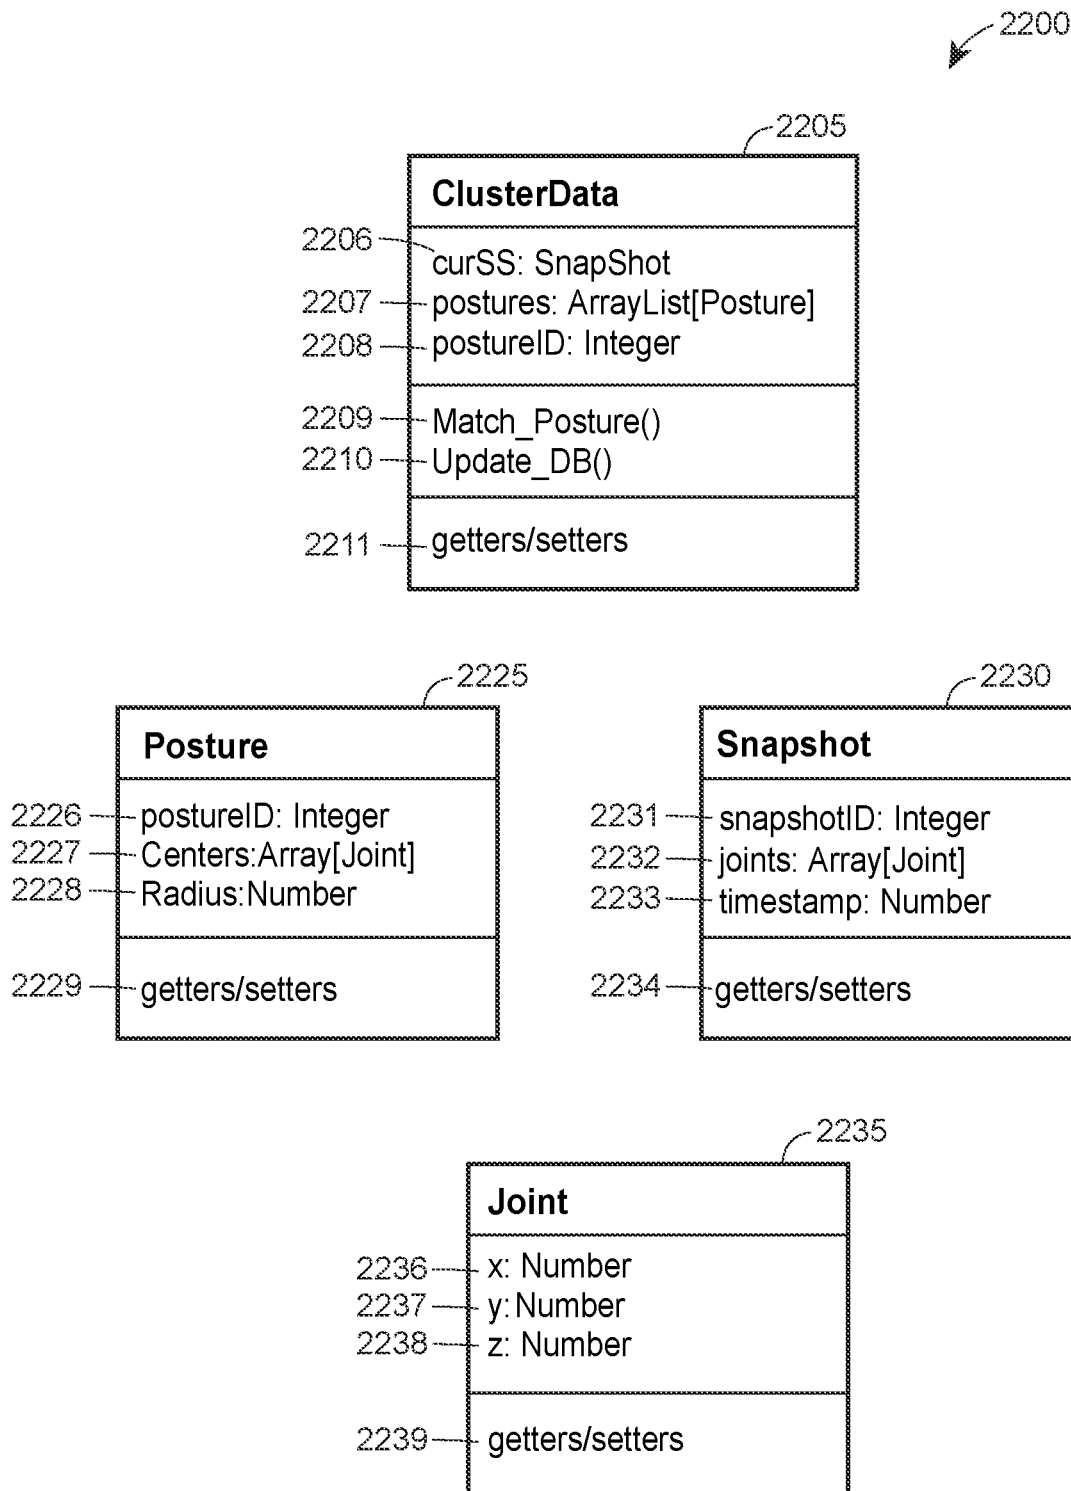 2200
2205
ClusterData
2206 curSS: SnapShot
2207 postures: ArrayList[Posture]
2208 postureID: Integer
2209 Match_Posture()
2210 Update_DB()
2211 getters/setters
2225
Posture
2226 postureID: Integer
2227 Centers:Array[Joint]
2228 Radius:Number
2229 getters/setters
2230
Snapshot
2231 snapshotID: Integer
2232 joints: Array[Joint]
2233 timestamp: Number
2234 getters/setters
2235
Joint
2236 x: Number
2237 y: Number
2238 z: Number
2239 getters/setters